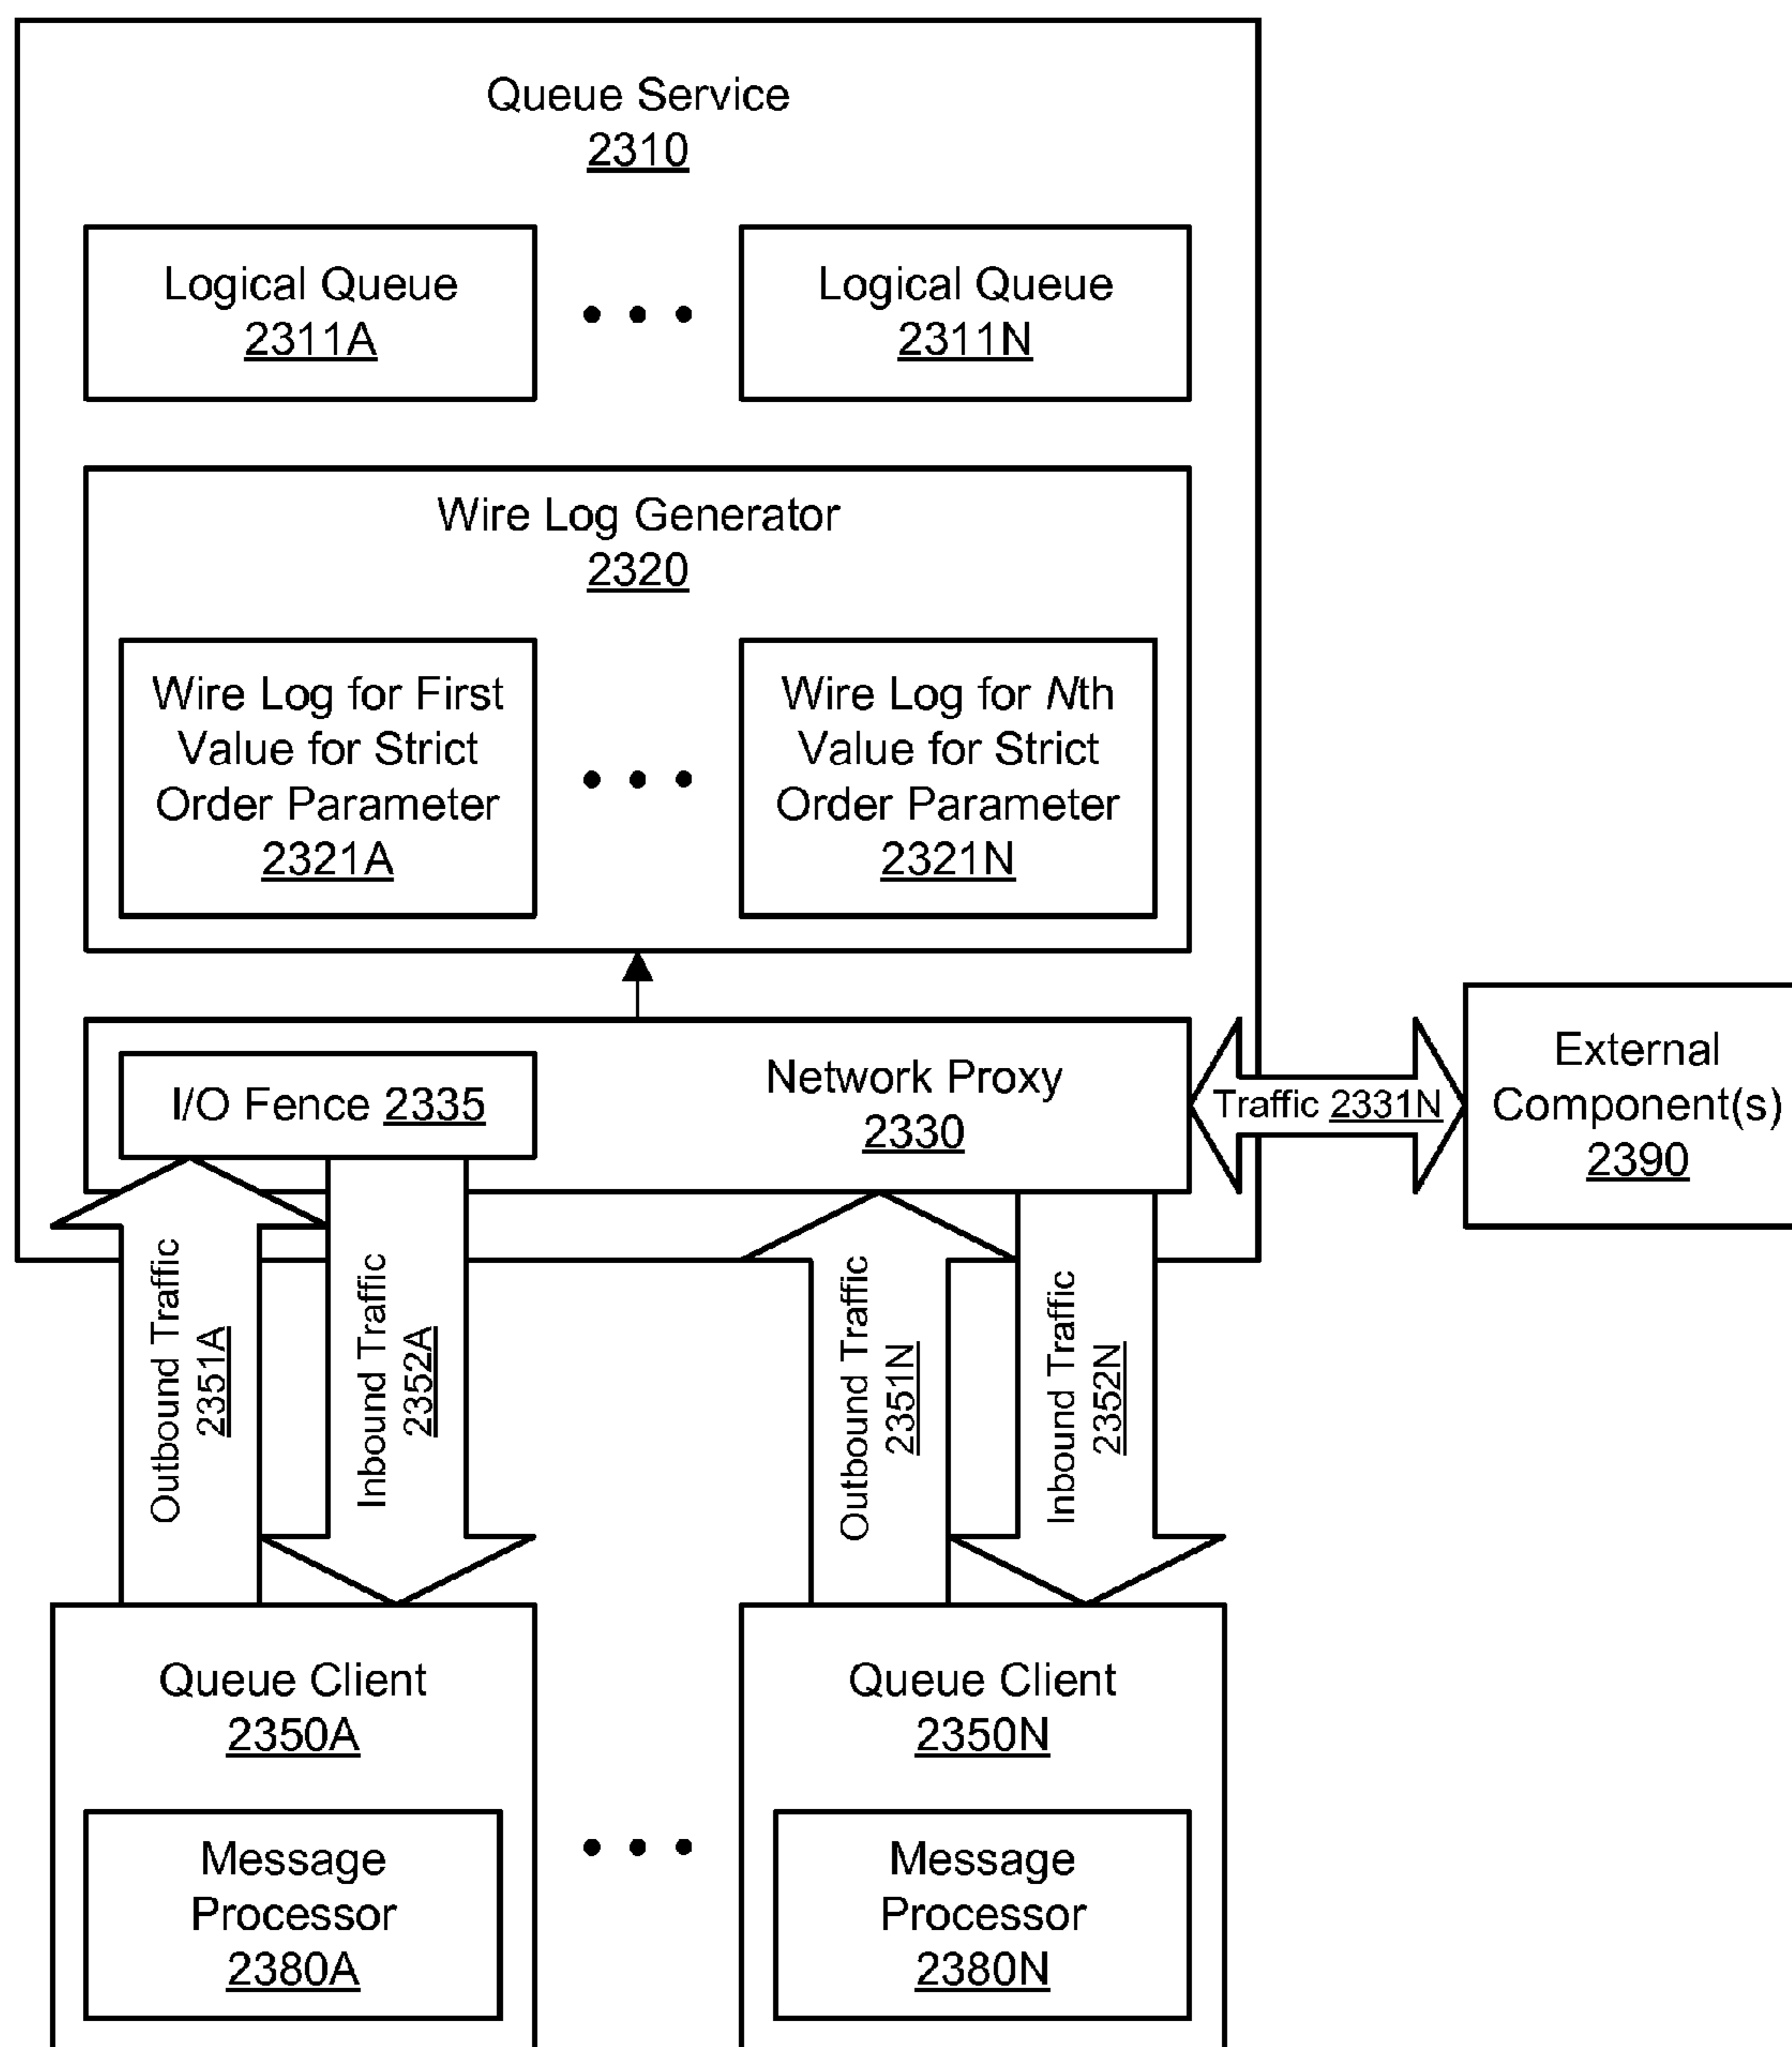 Queue Service
2310
Logical Queue
2311A
Logical Queue
2311N
Wire Log Generator
2320
Wire Log for First
Value for Strict
Order Parameter
2321A
Wire Log for Nth
Value for Strict
Order Parameter
2321N
I/O Fence 2335
Network Proxy
2330
Traffic 2331N
External
Component(s)
2390
Outbound Traffic
2351A
Inbound Traffic
2352A
Outbound Traffic
2351N
Inbound Traffic
2352N
Queue Client
2350A
Message
Processor
2380A
Queue Client
2350N
Message
Processor
2380N